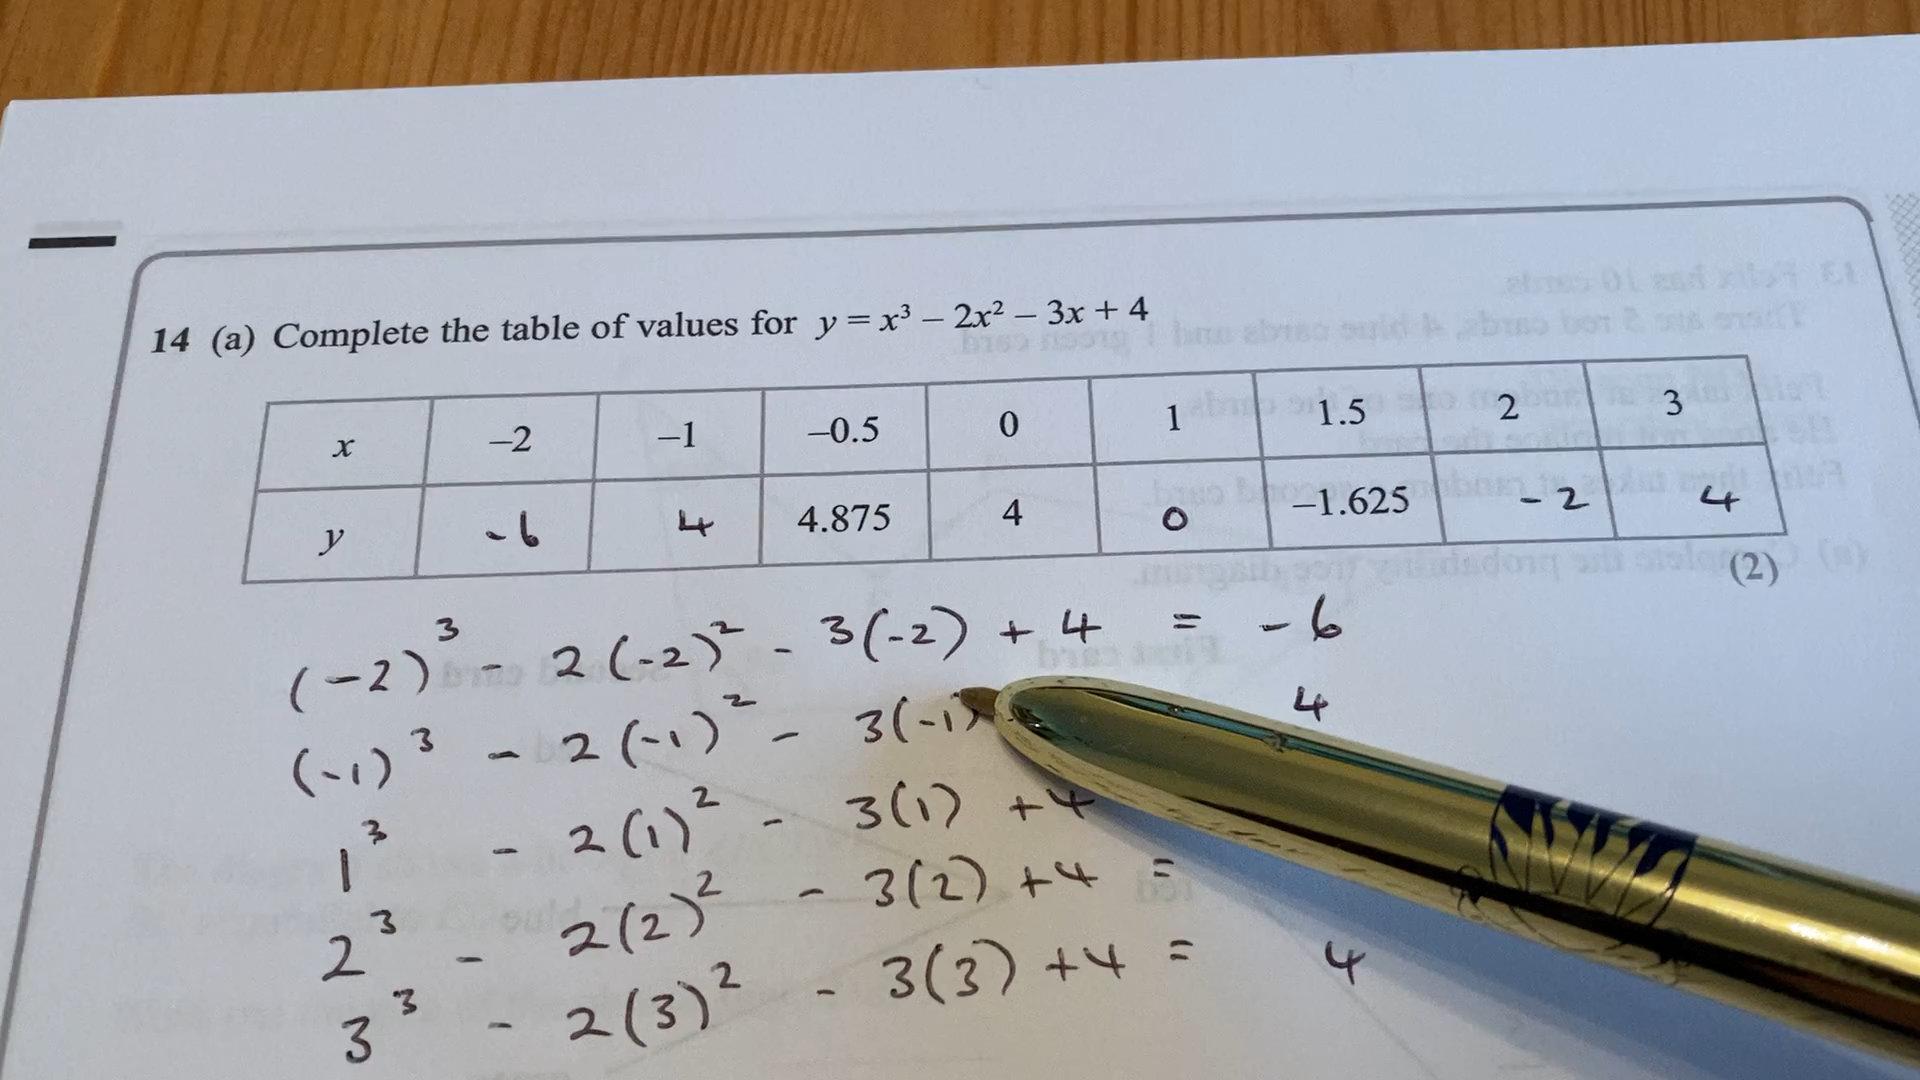 14 (a) Complete the table of values for y = x³ – 2x² – 3x + 4
x –2 –1 –0.5 0 1 1.5 2 3
y -6 4 4.875 4 0 –1.625 -2 4
(2)
(-2)³ - 2(-2)² - 3(-2) + 4 = -6
(-1)³ - 2(-1)² - 3(-1) 4
1³ - 2(1)² - 3(1) +4
2³ - 2(2)² - 3(2) +4 =
3³ - 2(3)² - 3(3) +4 = 4